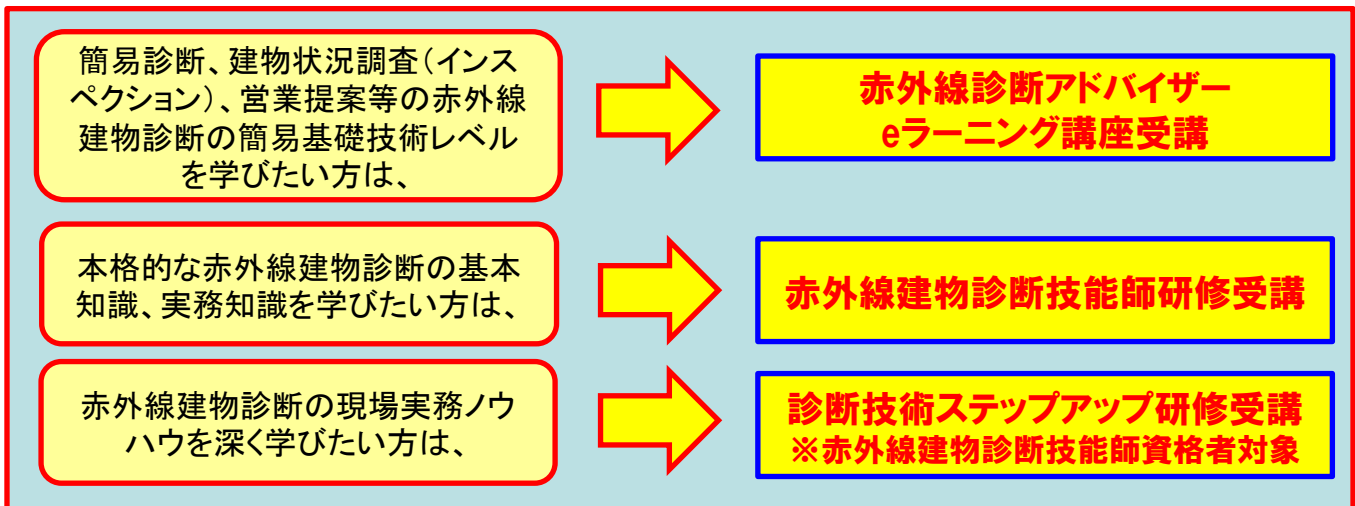 簡易診断、建物状況調査(インス
ペクション)、営業提案等の赤外線
建物診断の簡易基礎技術レベル
を学びたい方は、
赤外線診断アドバイザー
eラーニング講座受講
本格的な赤外線建物診断の基本
知識、実務知識を学びたい方は、
赤外線建物診断技能師研修受講
赤外線建物診断の現場実務ノウ
ハウを深く学びたい方は、
診断技術ステップアップ研修受講
※赤外線建物診断技能師資格者対象